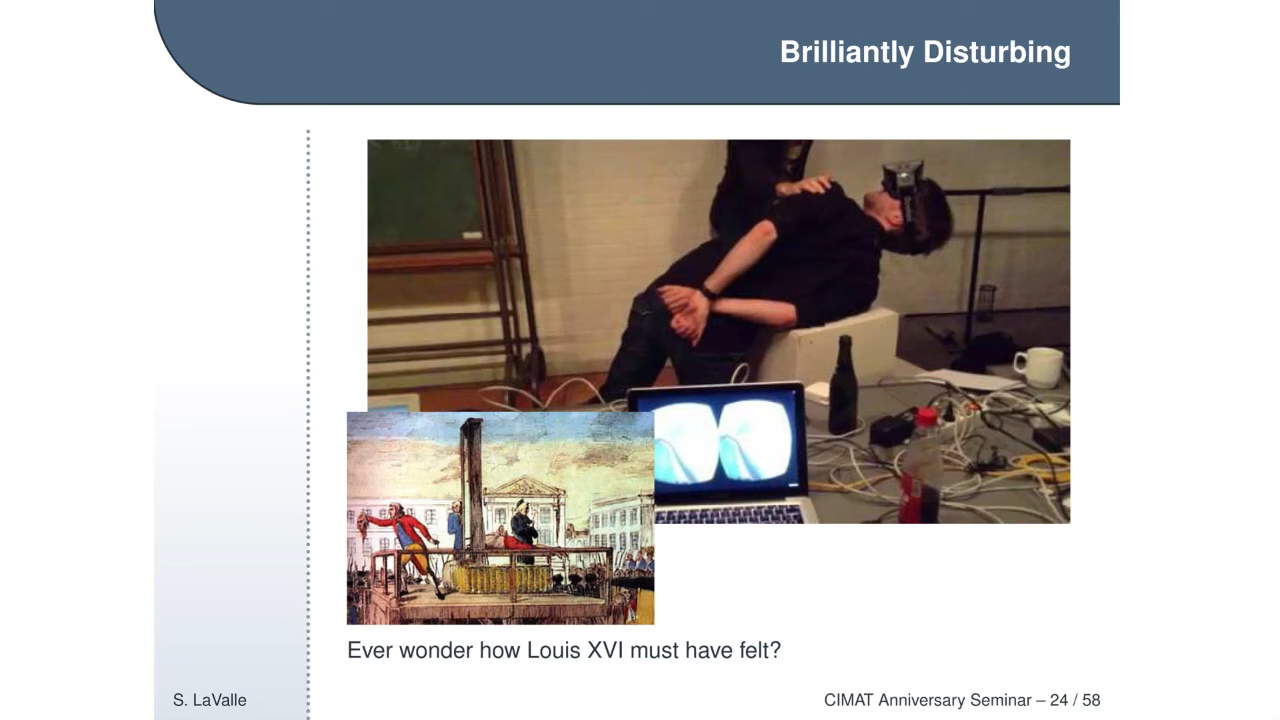 Brilliantly Disturbing
Ever wonder how Louis XVI must have felt?
S. LaValle
CIMAT Anniversary Seminar – 24 / 58